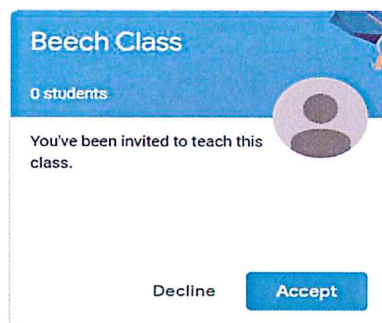 Beech Class
0 students
You've been invited to teach this
class.
Decline
Accept